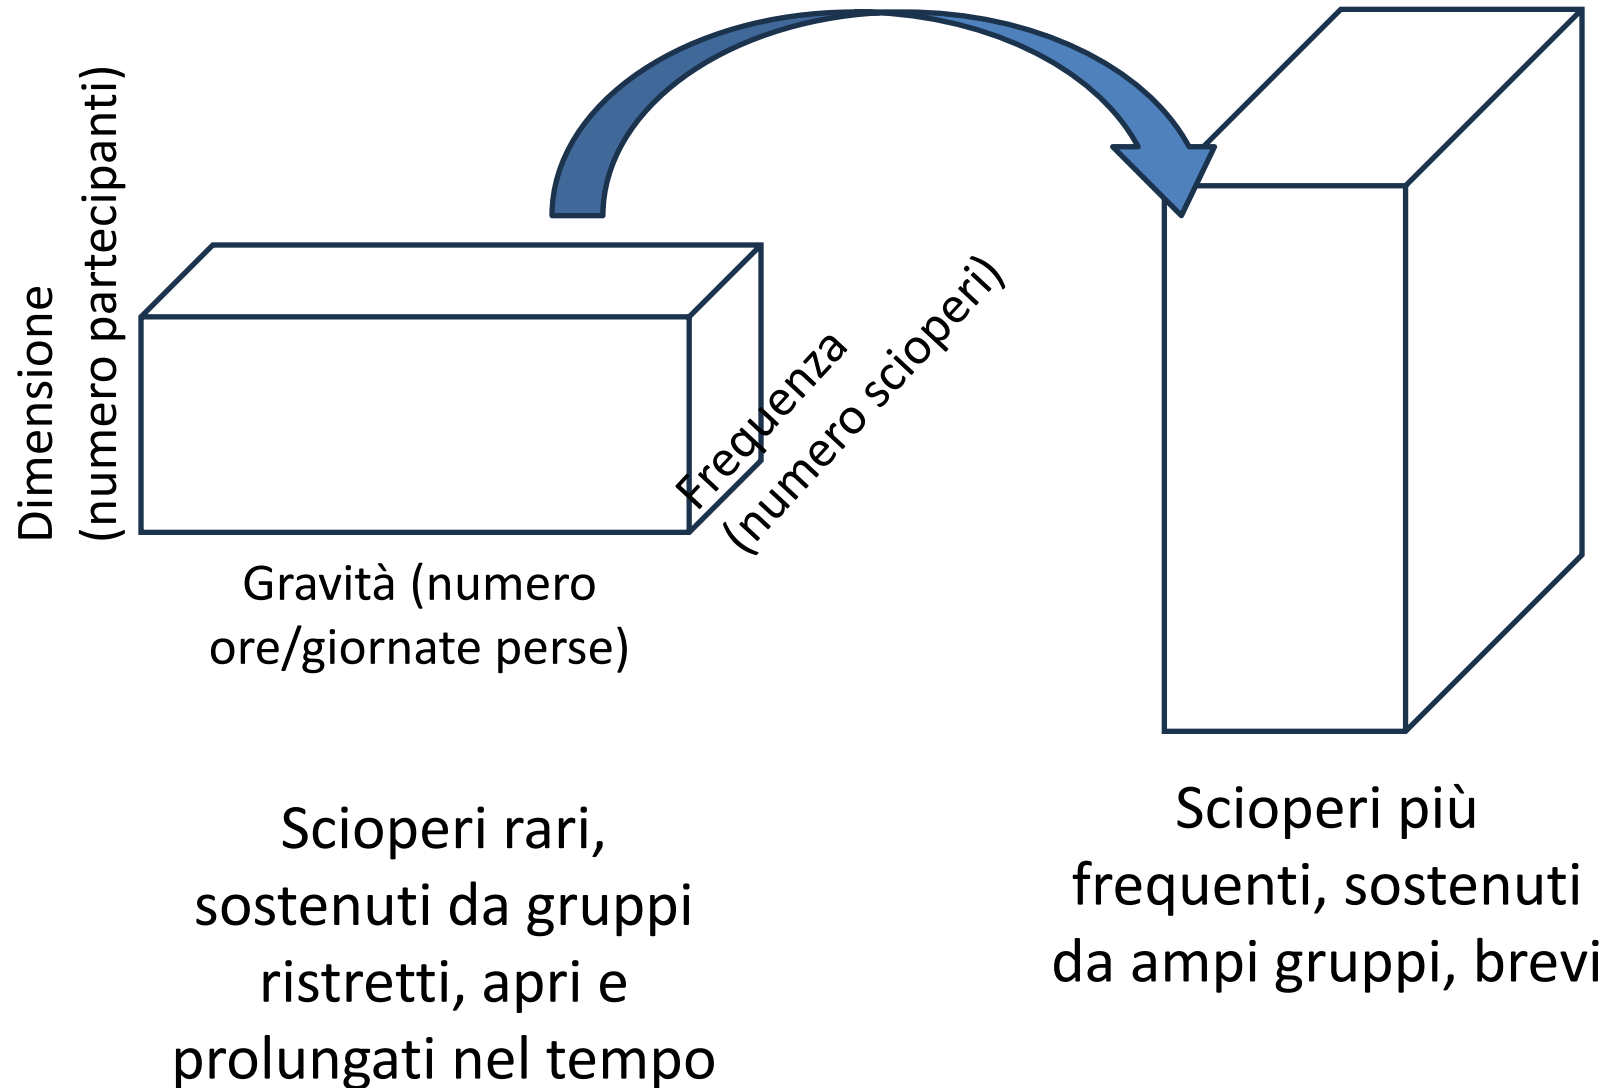 Dimensione
(numero partecipanti)
Frequenza
(numero scioperi)
Gravità (numero
ore/giornate perse)
Scioperi rari,
sostenuti da gruppi
ristretti, apri e
prolungati nel tempo
Scioperi più
frequenti, sostenuti
da ampi gruppi, brevi